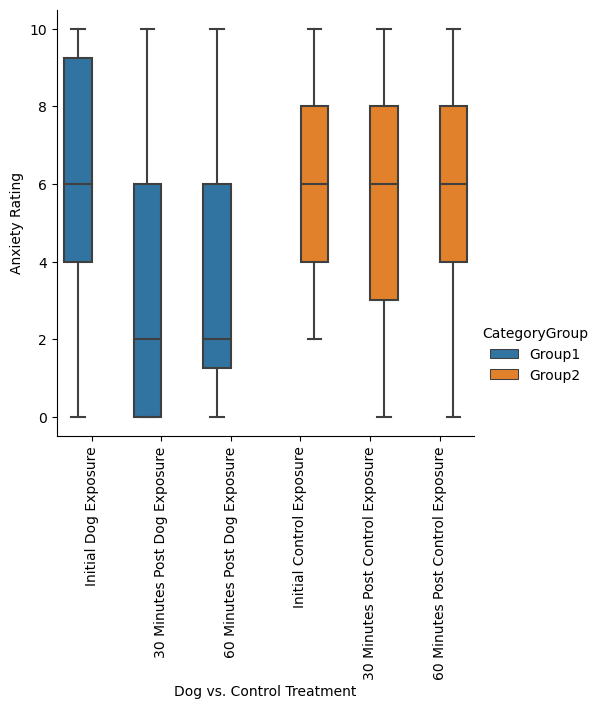 10
8
6
4
2
0
Anxiety Rating
Initial Dog Exposure
30 Minutes Post Dog Exposure
60 Minutes Post Dog Exposure
Initial Control Exposure
30 Minutes Post Control Exposure
60 Minutes Post Control Exposure
Dog vs. Control Treatment
CategoryGroup
Group1
Group2